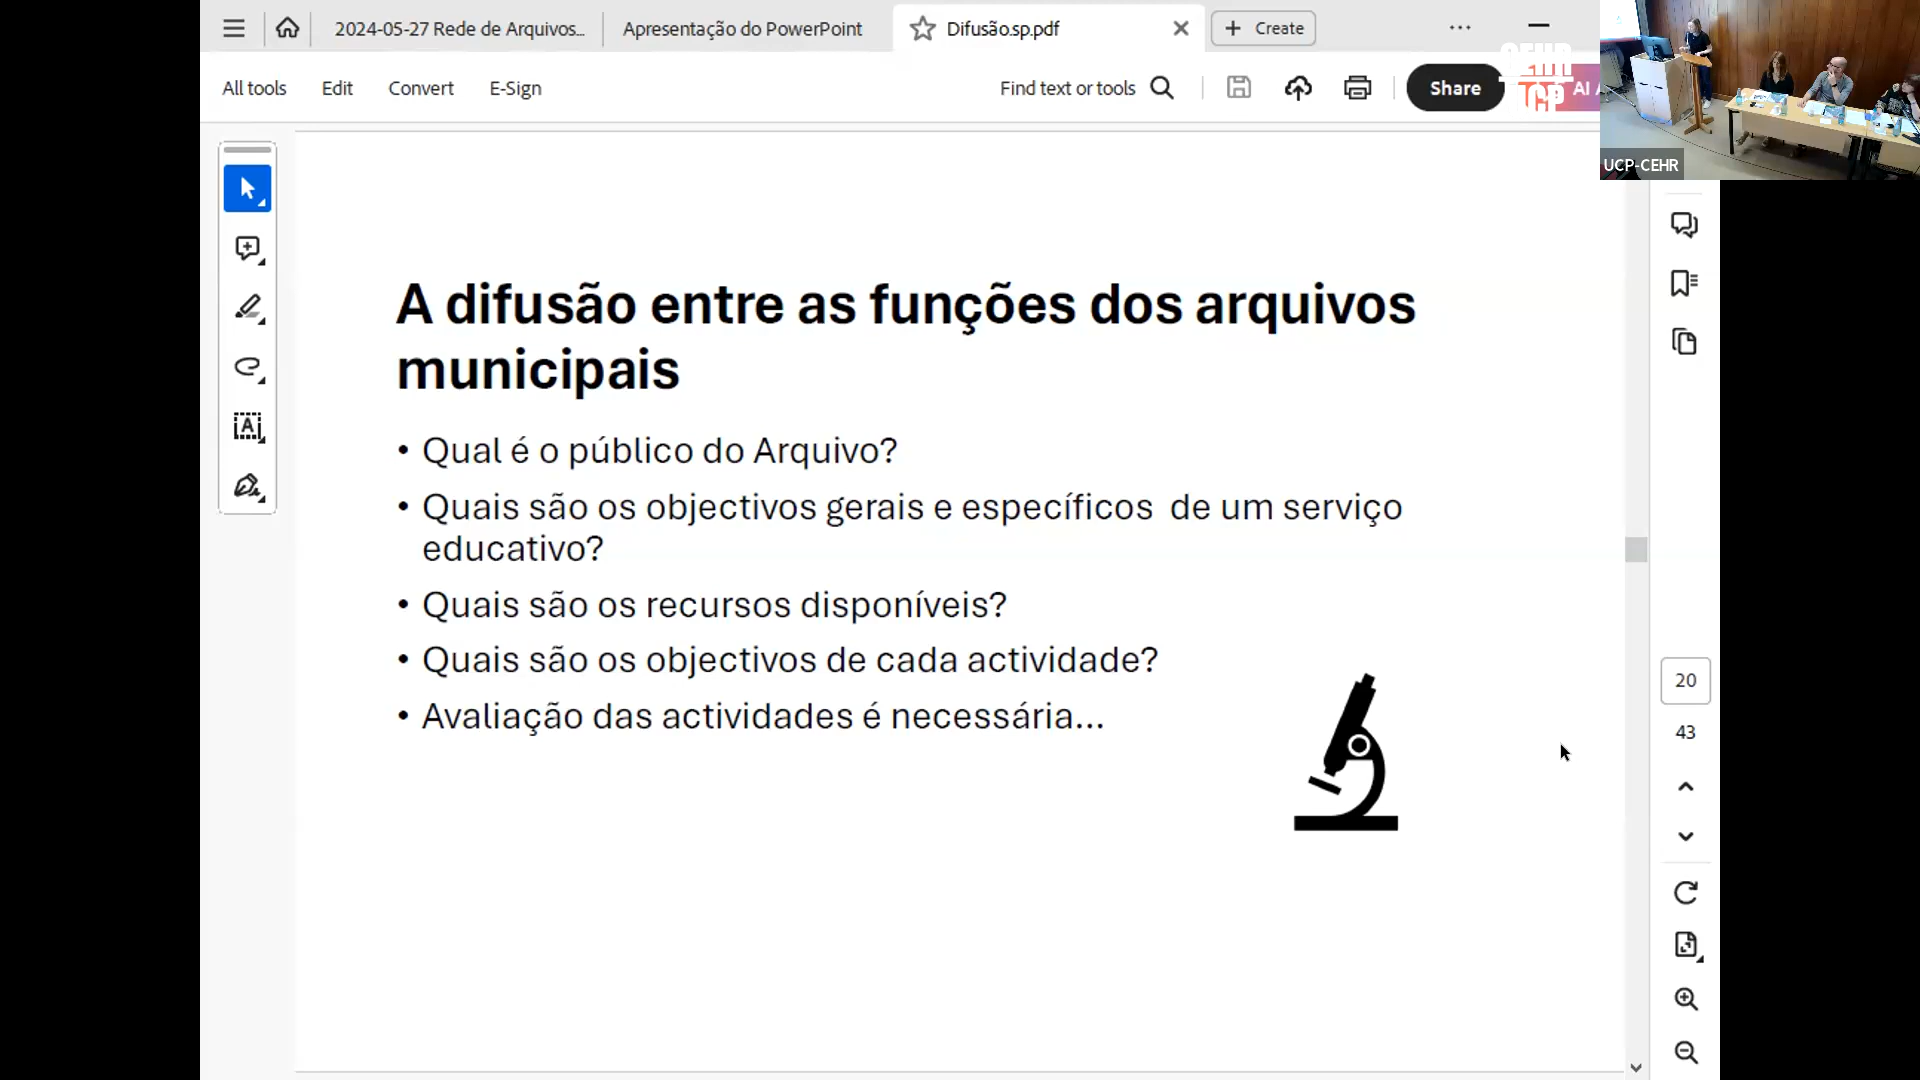 2024-05-27 Rede de Arquivos...
Apresentação do PowerPoint
Difusão.sp.pdf
Create
All tools
Edit
Convert
E-Sign
Find text or tools
Share
AI
CEHR
UCP
UCP-CEHR
A difusão entre as funções dos arquivos
municipais
• Qual é o público do Arquivo?
• Quais são os objectivos gerais e específicos de um serviço
educativo?
• Quais são os recursos disponíveis?
• Quais são os objectivos de cada actividade?
• Avaliação das actividades é necessária...
20
43